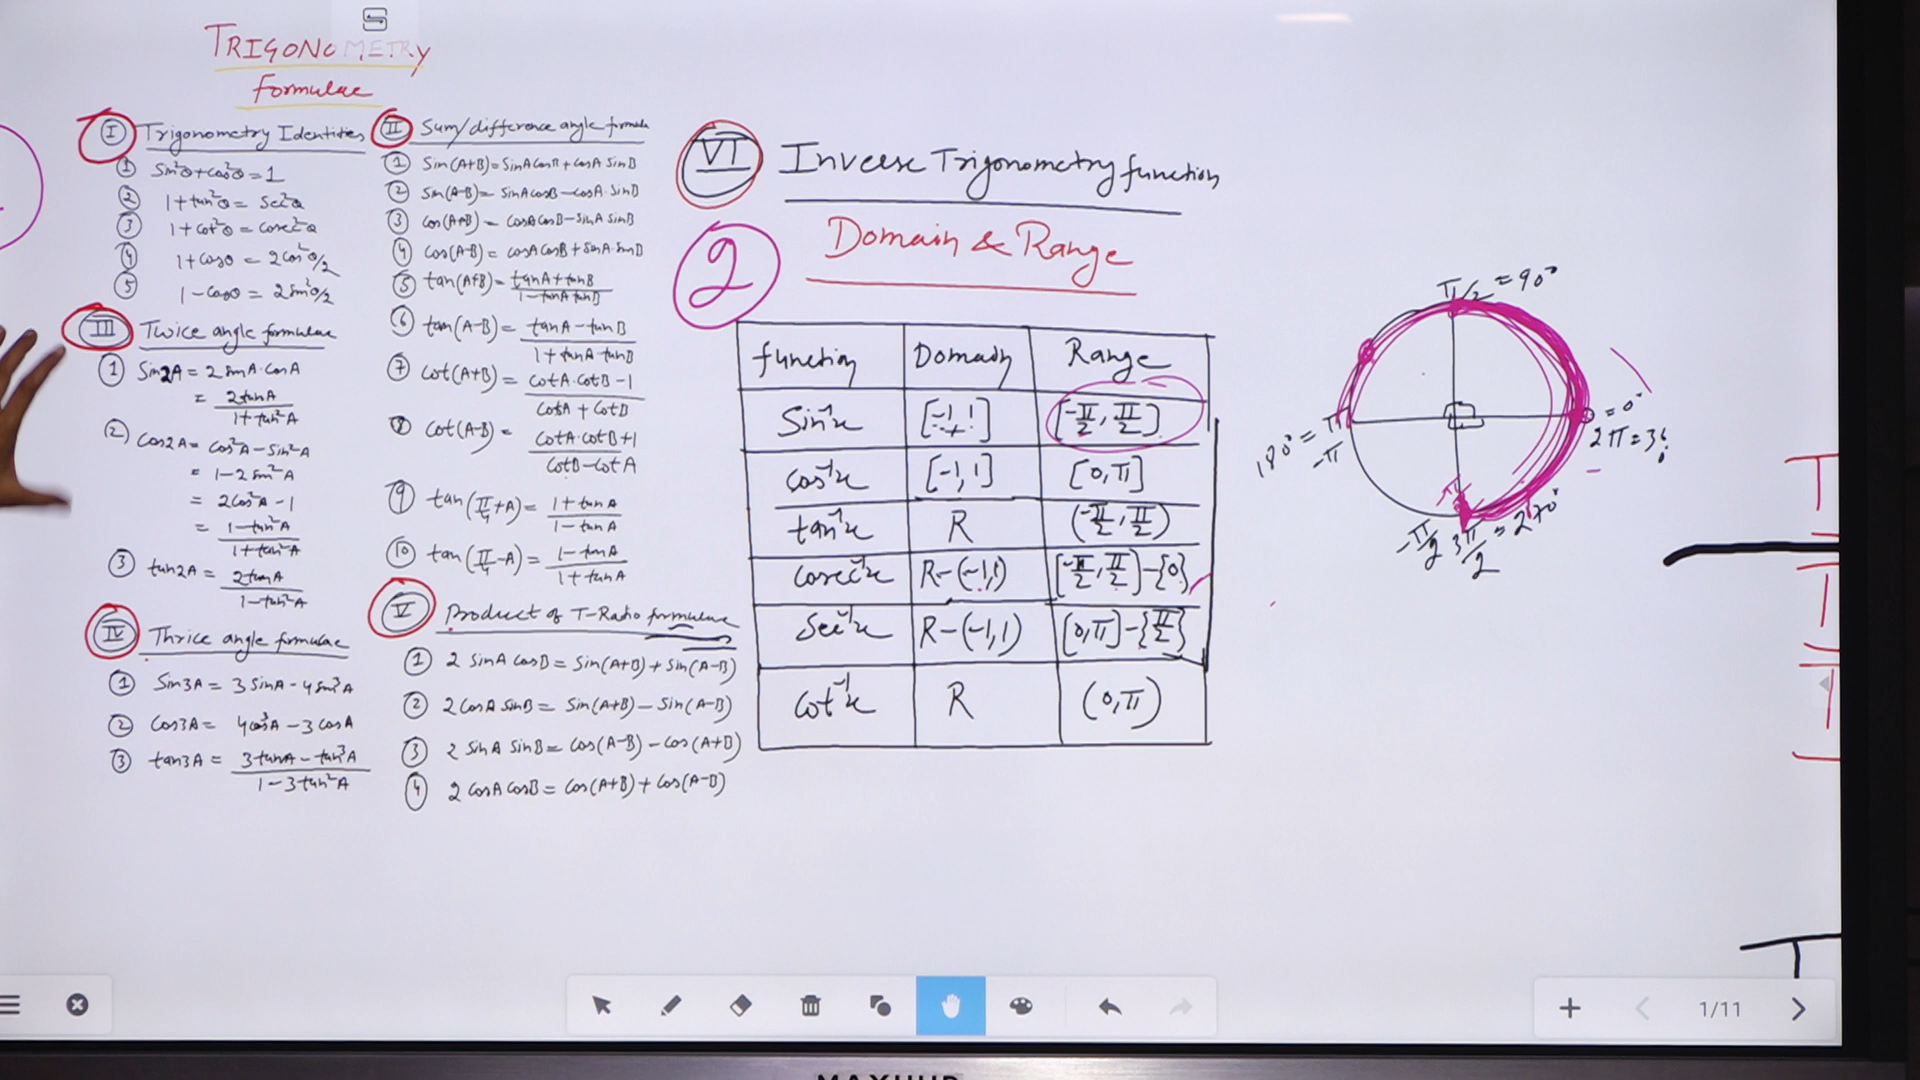 TRIGONOMETRY
Formulae
I Trigonometry Identities
① sin²θ+cos²θ=1
② 1+tan²θ = sec²θ
③ 1+cot²θ = cosec²θ
④ 1+cosθ = 2cos²θ/2
⑤ 1-cosθ = 2sin²θ/2
III Twice angle formulae
① Sin2A = 2 sinA·cosA
= 2tanA / 1+tan²A
② Cos2A = cos²A - Sin²A
= 1-2sin²A
= 2cos²A -1
= 1-tan²A / 1+tan²A
③ tan2A = 2tanA / 1-tan²A
IV Thrice angle formulae
① Sin3A = 3 sinA - 4 sin³A
② Cos3A = 4cos³A - 3 cosA
③ tan3A = 3tanA - tan³A / 1-3tan²A
II Sum/difference angle formula
① Sin(A+B) = SinA CosB + CosA SinB
② Sin(A-B) = SinA CosB - CosA·SinB
③ Cos(A+B) = CosA CosB - SinA SinB
④ Cos(A-B) = CosA CosB + SinA·SinB
⑤ tan(A+B) = tanA + tanB / 1-tanA tanB
⑥ tan(A-B) = tanA - tanB / 1+tanA·tanB
⑦ Cot(A+B) = CotA·CotB -1 / CotA + CotB
⑧ Cot(A-B) = CotA·CotB+1 / CotB - CotA
⑨ tan(π/4+A) = 1+tanA / 1-tanA
⑩ tan(π/4-A) = 1-tanA / 1+tanA
V Product of T-Ratio formulae
① 2 SinA CosB = Sin(A+B) + Sin(A-B)
② 2 CosA SinB = Sin(A+B) - Sin(A-B)
③ 2 SinA SinB = Cos(A-B) - Cos(A+B)
④ 2 CosA CosB = Cos(A+B) + Cos(A-B)
VI Inverse Trigonometry function
2 Domain & Range
function Domain Range
Sin⁻¹x [-1, 1] [-π/2, π/2]
Cos⁻¹x [-1, 1] [0, π]
tan⁻¹x R (-π/2, π/2)
Cosec⁻¹x R-(-1,1) [-π/2, π/2]-{0}
Sec⁻¹x R-(-1,1) [0,π]-{π/2}
Cot⁻¹x R (0,π)
π/2 = 90°
180° = π
-π
= 0°
2π = 36
-π/2
3π/2 = 270°
1/11